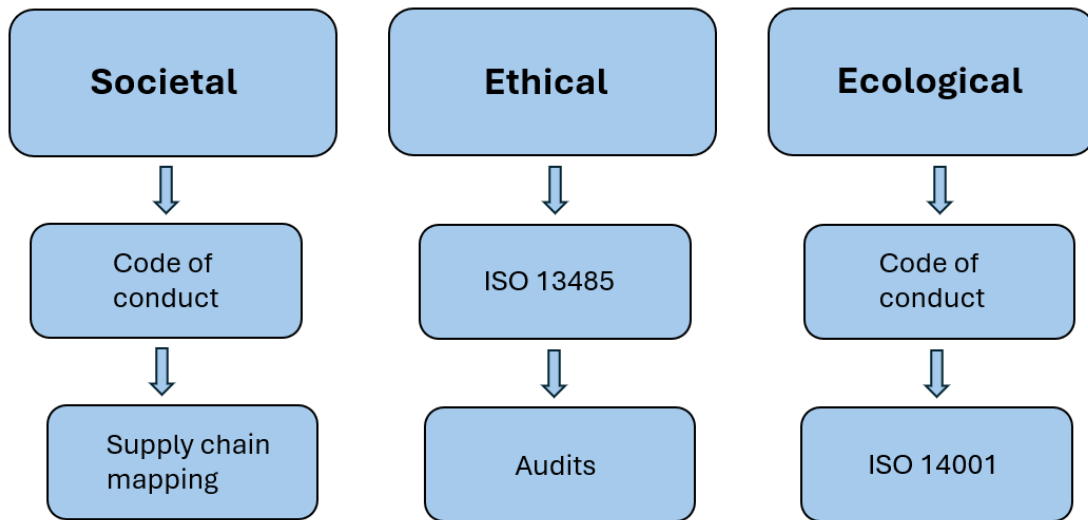 Societal
Ethical
Ecological
Code of
conduct
ISO 13485
Code of
conduct
Supply chain
mapping
Audits
ISO 14001